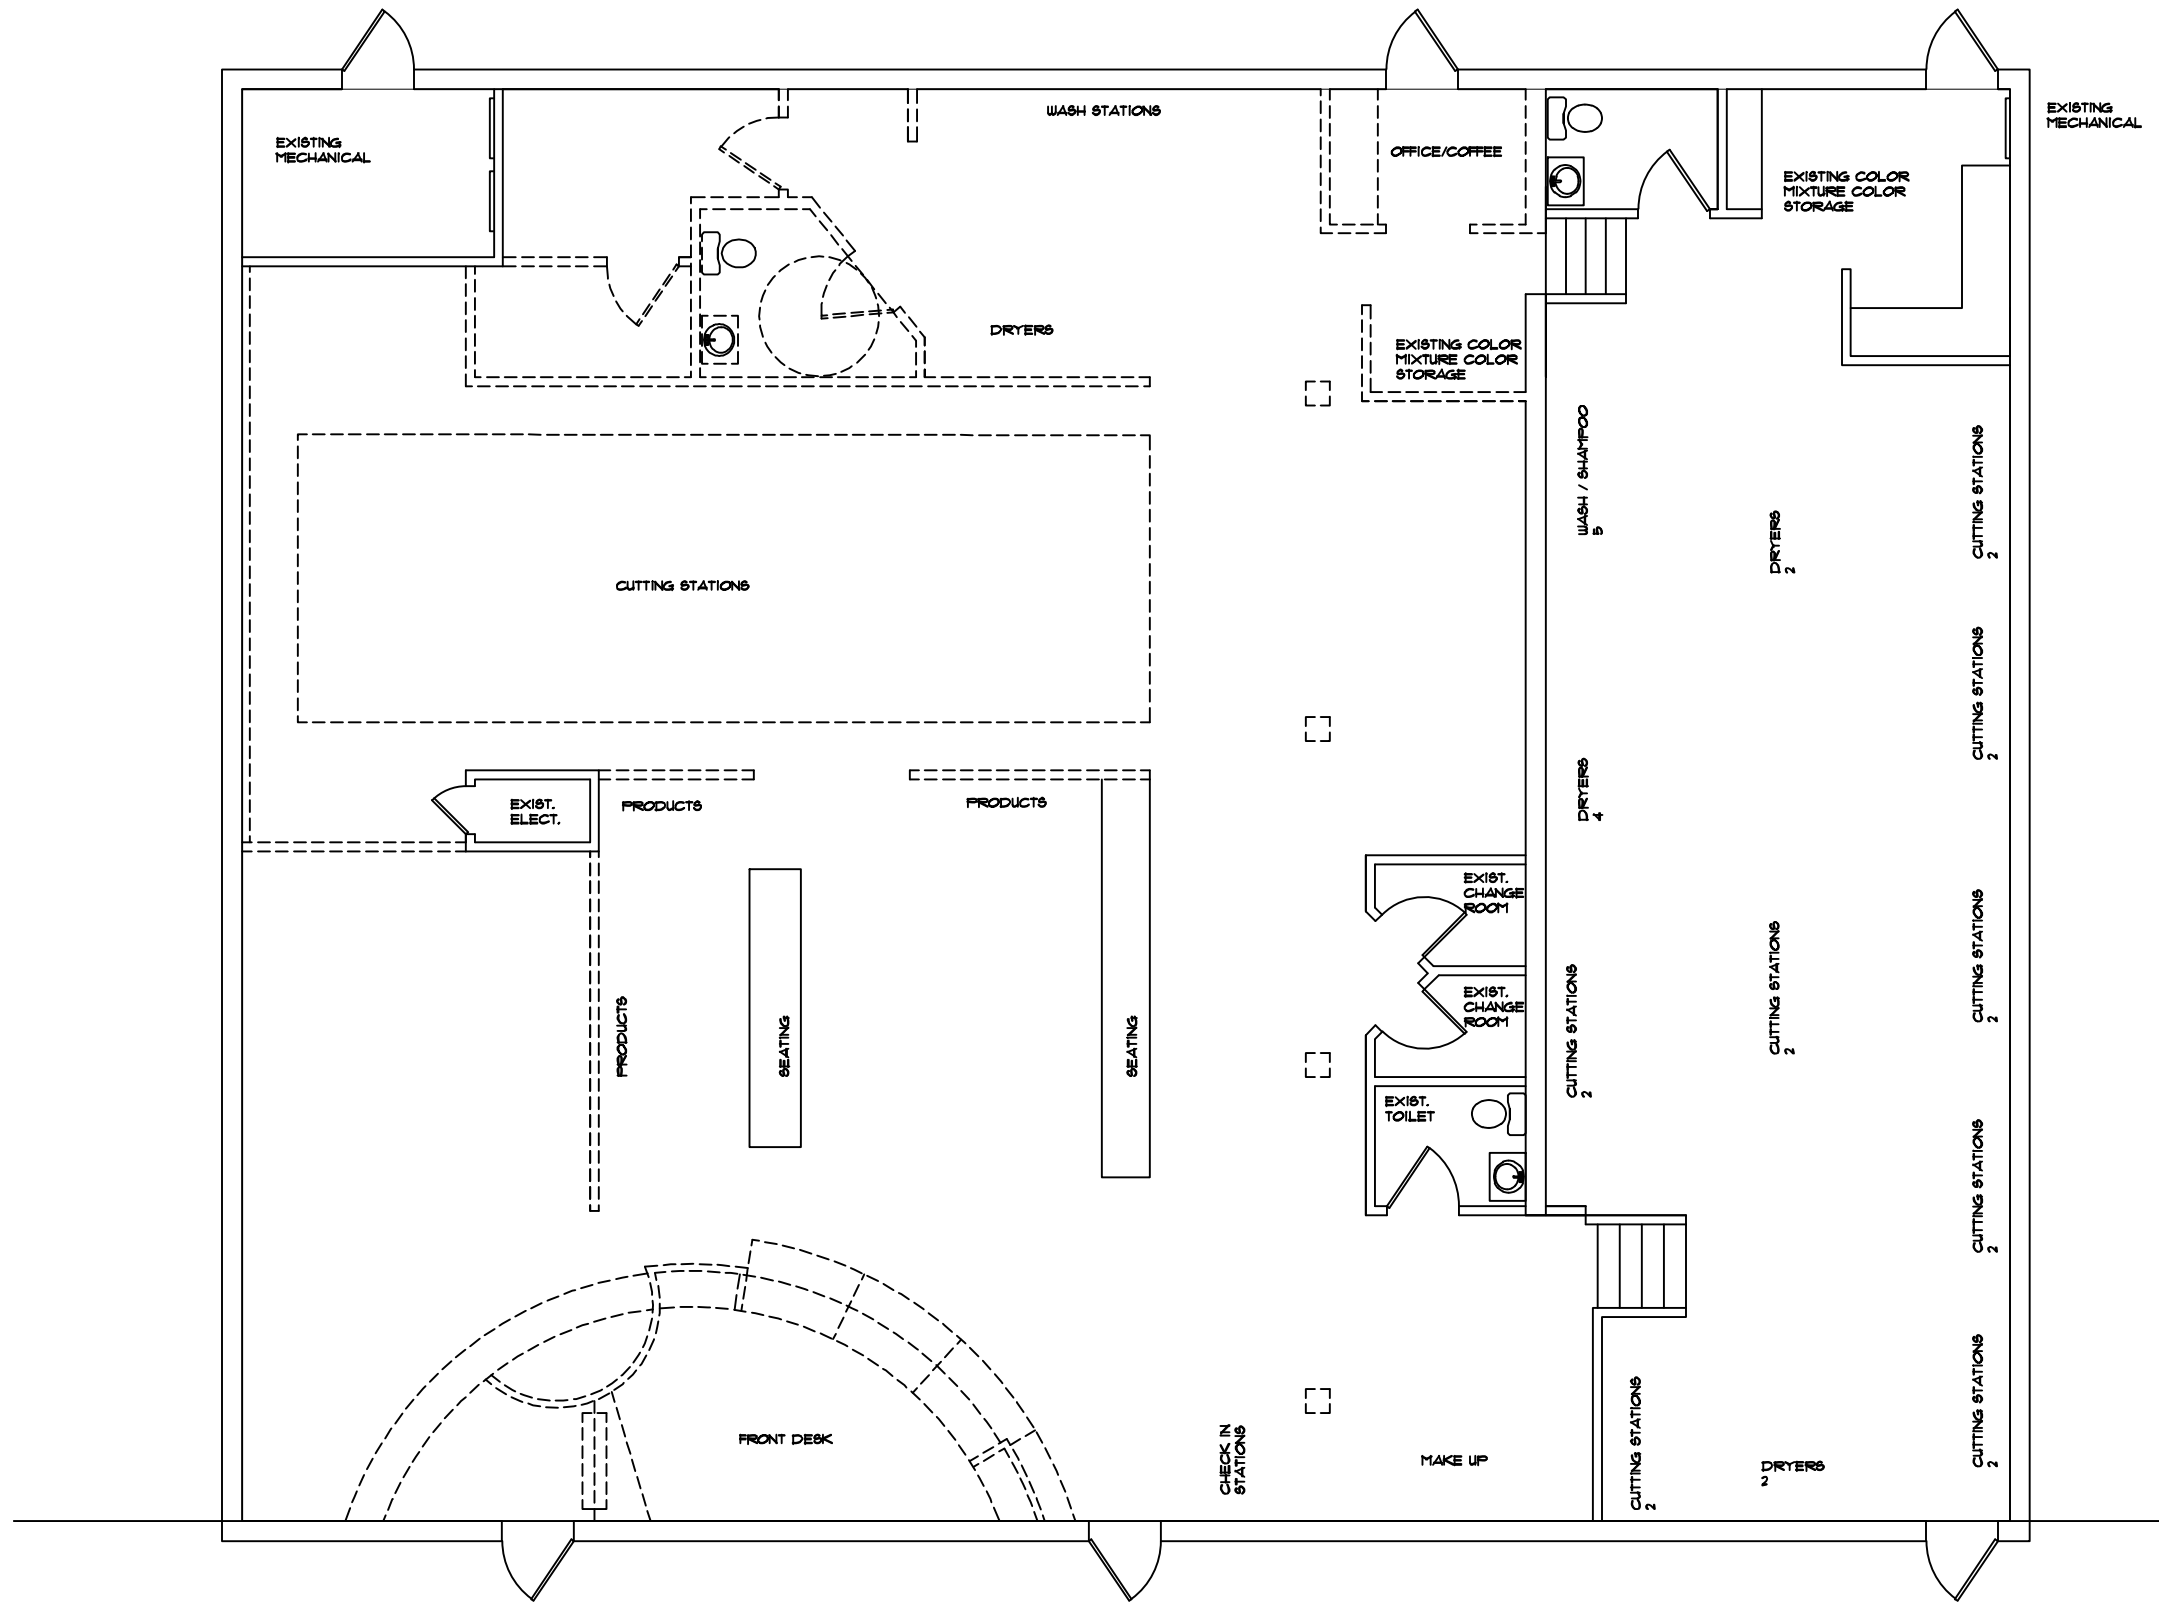 EXISTING
MECHANICAL
WASH STATIONS
OFFICE/COFFEE
EXISTING
MECHANICAL
EXISTING COLOR
MIXTURE COLOR
STORAGE
DRYERS
EXISTING COLOR
MIXTURE COLOR
STORAGE
WASH / SHAMPOO
5
DRYERS
2
CUTTING STATIONS
2
CUTTING STATIONS
CUTTING STATIONS
2
EXIST.
ELECT.
PRODUCTS
PRODUCTS
DRYERS
4
EXIST.
CHANGE
ROOM
CUTTING STATIONS
2
CUTTING STATIONS
2
PRODUCTS
SEATING
SEATING
EXIST.
CHANGE
ROOM
CUTTING STATIONS
2
EXIST.
TOILET
CUTTING STATIONS
2
FRONT DESK
CHECK IN
STATIONS
MAKE UP
CUTTING STATIONS
2
DRYERS
2
CUTTING STATIONS
2